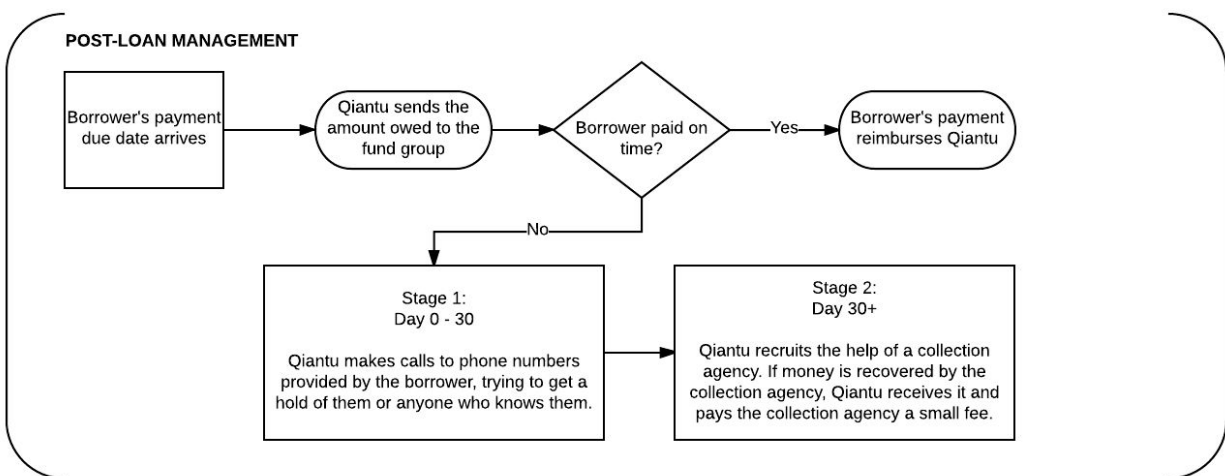 POST-LOAN MANAGEMENT
Borrower's payment
due date arrives
Qiantu sends the
amount owed to the
fund group
Borrower paid on
time?
Yes
Borrower's payment
reimburses Qiantu
No
Stage 1:
Day 0 - 30
Qiantu makes calls to phone numbers
provided by the borrower, trying to get a
hold of them or anyone who knows them.
Stage 2:
Day 30+
Qiantu recruits the help of a collection
agency. If money is recovered by the
collection agency, Qiantu receives it and
pays the collection agency a small fee.